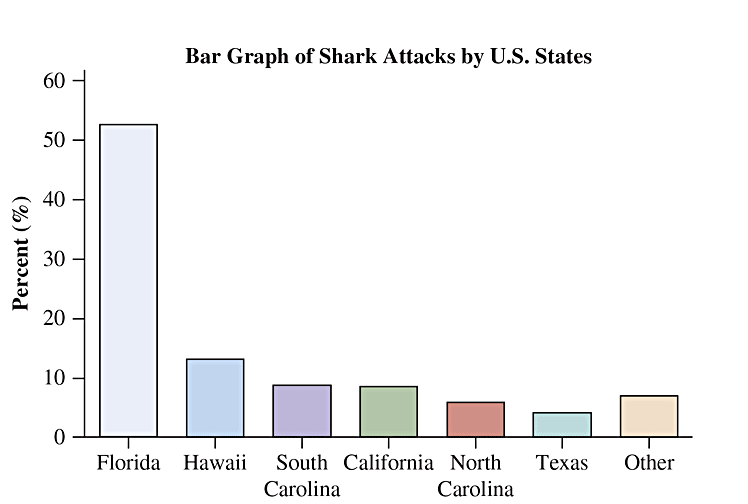 Bar Graph of Shark Attacks by U.S. States
Percent (%)
60
50
40
30
20
10
0
Florida
Hawaii
South
Carolina
California
North
Carolina
Texas
Other